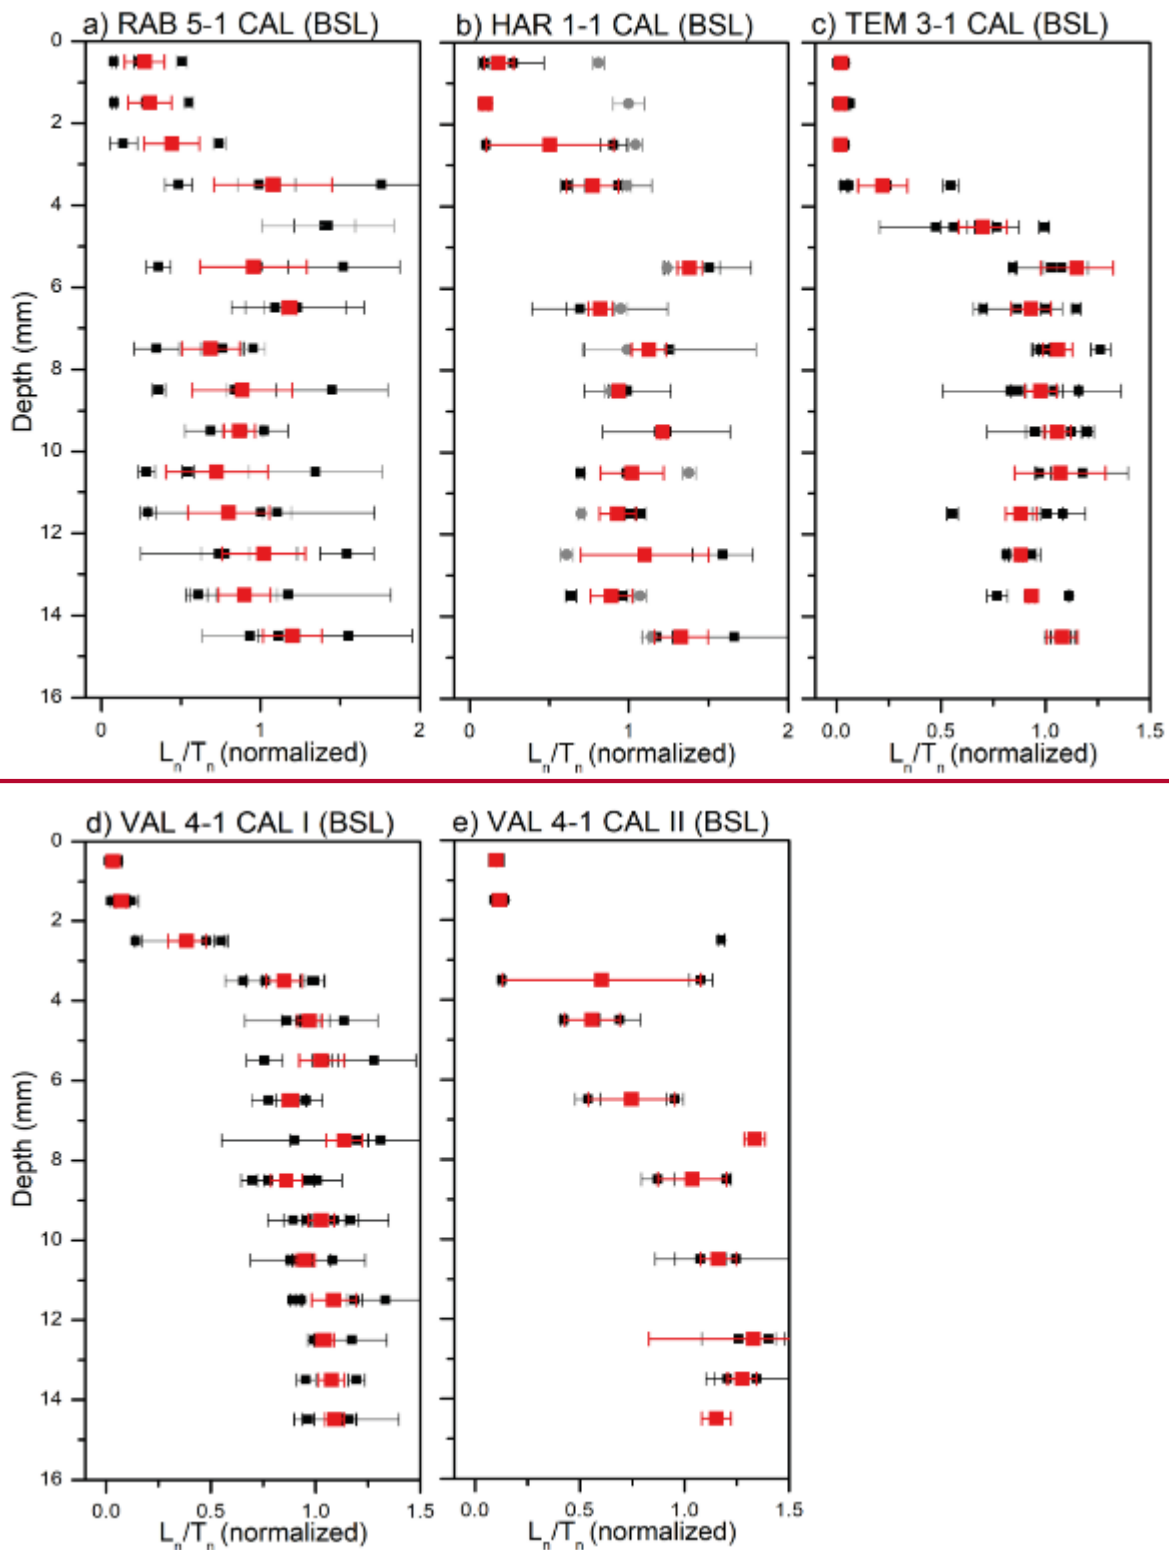 a) RAB 5-1 CAL (BSL)
b) HAR 1-1 CAL (BSL)
c) TEM 3-1 CAL (BSL)
0
2
4
6
8
10
12
14
16
Depth (mm)
0 1 2
0 1 2
0.0 0.5 1.0 1.5
Ln/Tn (normalized)
Ln/Tn (normalized)
Ln/Tn (normalized)
d) VAL 4-1 CAL I (BSL)
e) VAL 4-1 CAL II (BSL)
0
2
4
6
8
10
12
14
16
Depth (mm)
0.0 0.5 1.0 1.5
0.0 0.5 1.0 1.5
Ln/Tn (normalized)
Ln/Tn (normalized)